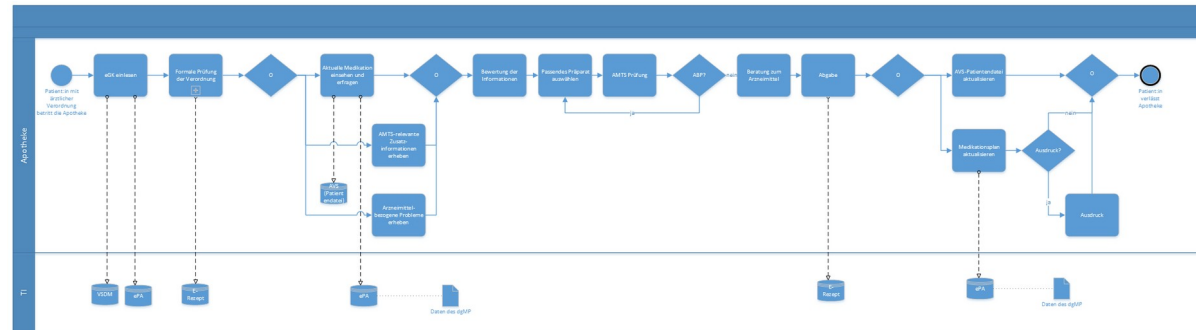 Apotheke
Patient:in mit
ärztlicher
Verordnung
betritt die Apotheke
eGK einlesen
Formale Prüfung
der Verordnung
O
Aktuelle Medikation
einsehen und
erfragen
O
AMTS-relevante
Zusatz-
informationen
erheben
AVS
(Patient
endatei)
Arzneimittel-
bezogene Probleme
erheben
Bewertung der
Informationen
Passendes Präparat
auswählen
AMTS Prüfung
ABP?
nein
ja
Beratung zum
Arzneimittel
Abgabe
O
AVS-Patientendatei
aktualisieren
O
Patient:in
verlässt
Apotheke
Medikationsplan
aktualisieren
Ausdruck?
nein
ja
Ausdruck
TI
VSDM
ePA
E-
Rezept
ePA
Daten des dgMP
E-
Rezept
ePA
Daten des dgMP